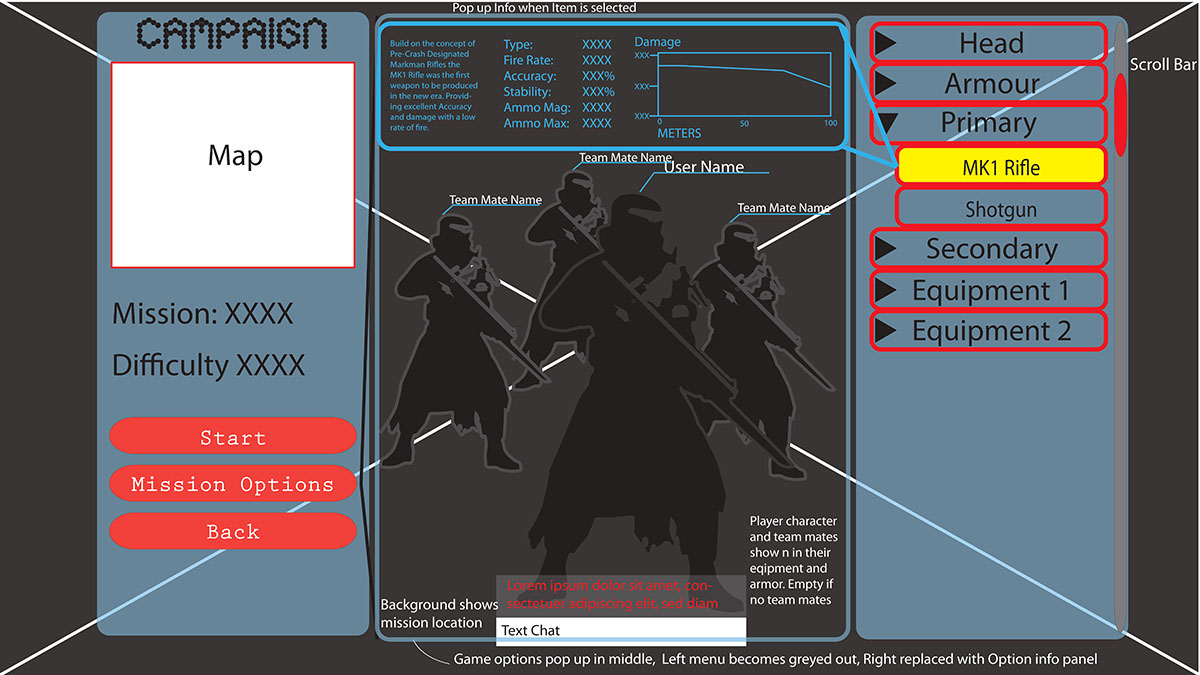 Pop up Info when Item is selected
CAMPAIGN
Map
Mission: XXXX
Difficulty XXXX
Start
Mission Options
Back
Build on the concept of
Pre-Crash Designated
Markman Rifles the
MK1 Rifle was the first
weapon to be produced
in the new era. Provid-
ing excellent Accuracy
and damage with a low
rate of fire.
Type: XXXX
Fire Rate: XXXX
Accuracy: XXX%
Stability: XXX%
Ammo Mag: XXXX
Ammo Max: XXXX
Damage
XXX
XXX
XXX
0 50 100
METERS
Team Mate Name
User Name
Team Mate Name
Team Mate Name
Player character
and team mates
show n in their
eqipment and
armor. Empty if
no team mates
Lorem ipsum dolor sit amet, con-
sectetuer adipiscing elit, sed diam
Text Chat
Background shows
mission location
Game options pop up in middle, Left menu becomes greyed out, Right replaced with Option info panel
Head
Armour
Primary
MK1 Rifle
Shotgun
Secondary
Equipment 1
Equipment 2
Scroll Bar